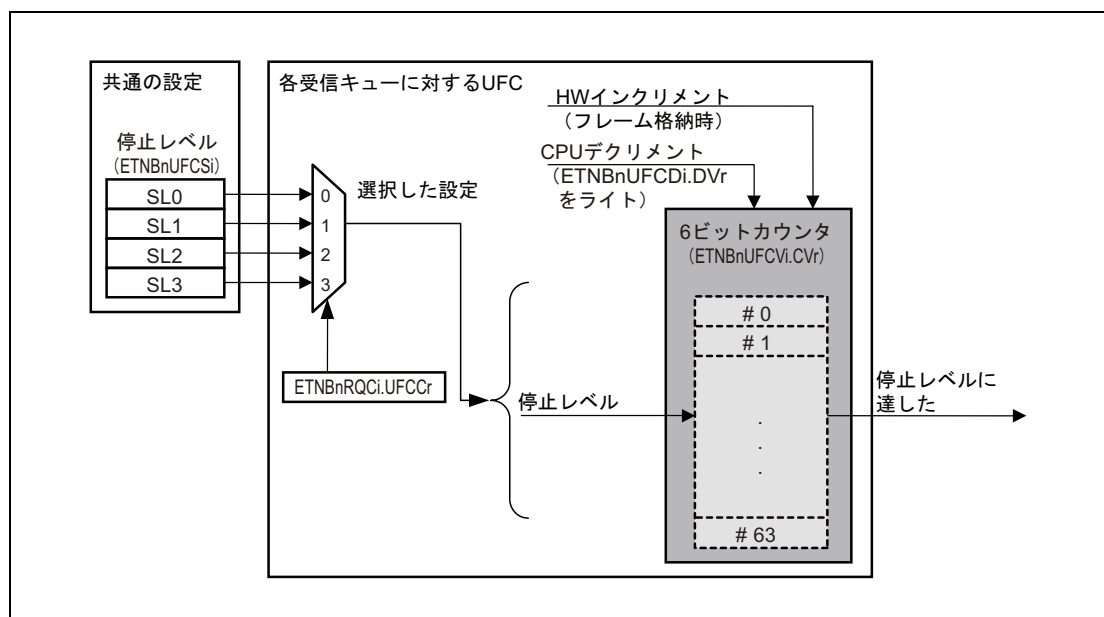 共通の設定
停止レベル
（ETNBnUFCSi）
SL0
SL1
SL2
SL3
各受信キューに対するUFC
0
1
2
3
選択した設定
ETNBnRQCi.UFCCr
HWインクリメント
（フレーム格納時）
CPUデクリメント
（ETNBnUFCDi.DVr
をライト）
6ビットカウンタ
（ETNBnUFCVi.CVr）
# 0
# 1
.
.
.
# 63
停止レベル
停止レベルに
達した